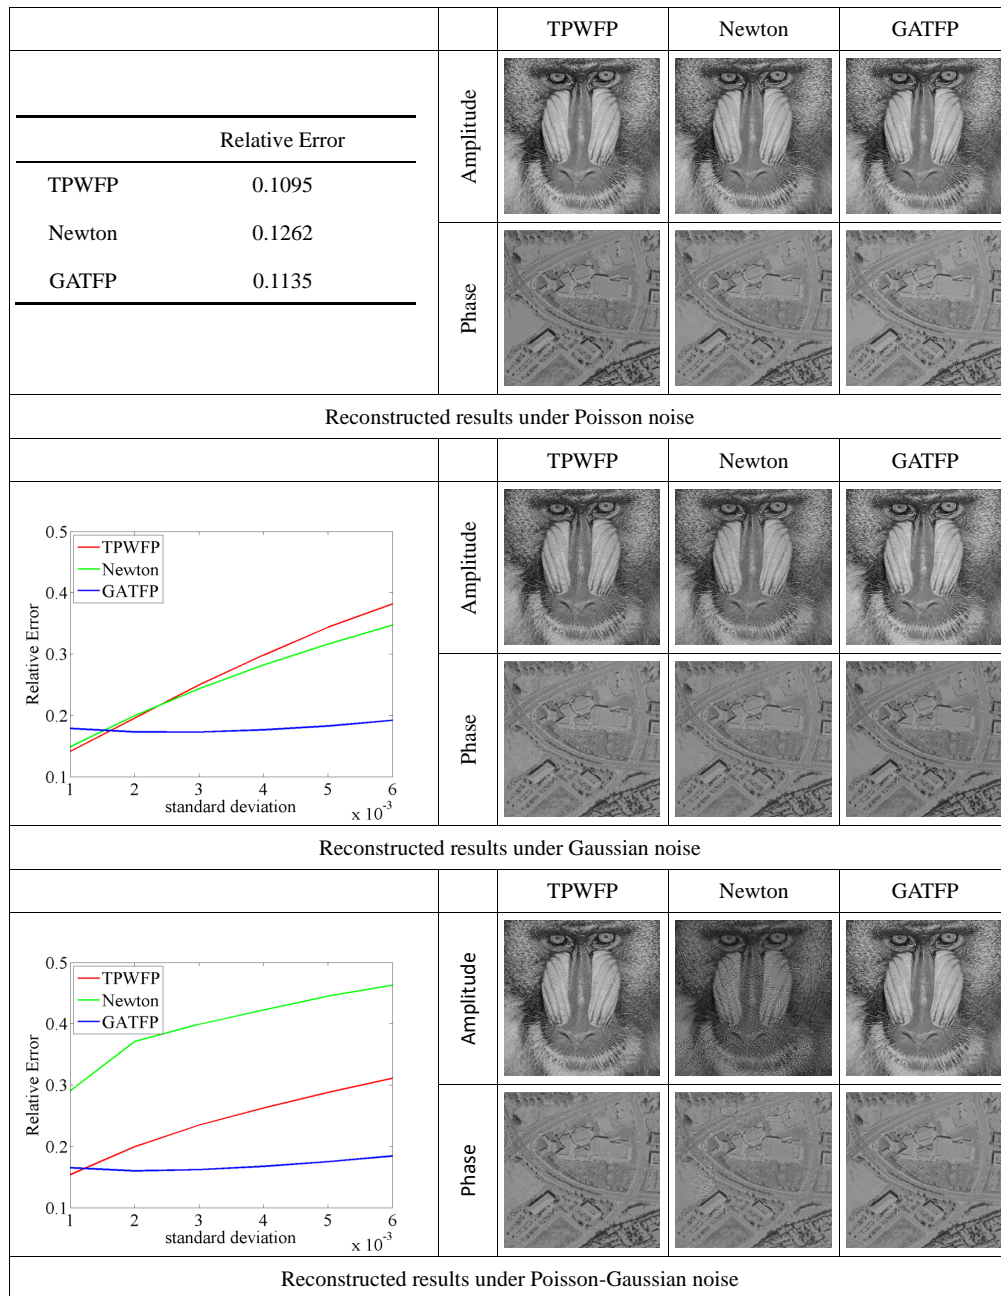 TPWFP Newton GATFP
Relative Error
TPWFP 0.1095
Newton 0.1262
GATFP 0.1135
Amplitude
Phase
Reconstructed results under Poisson noise
TPWFP Newton GATFP
0.5
0.4
0.3
0.2
0.1
Relative Error
TPWFP
Newton
GATFP
1 2 3 4 5 6
standard deviation
x 10^-3
Amplitude
Phase
Reconstructed results under Gaussian noise
TPWFP Newton GATFP
0.5
0.4
0.3
0.2
0.1
Relative Error
TPWFP
Newton
GATFP
1 2 3 4 5 6
standard deviation
x 10^-3
Amplitude
Phase
Reconstructed results under Poisson-Gaussian noise